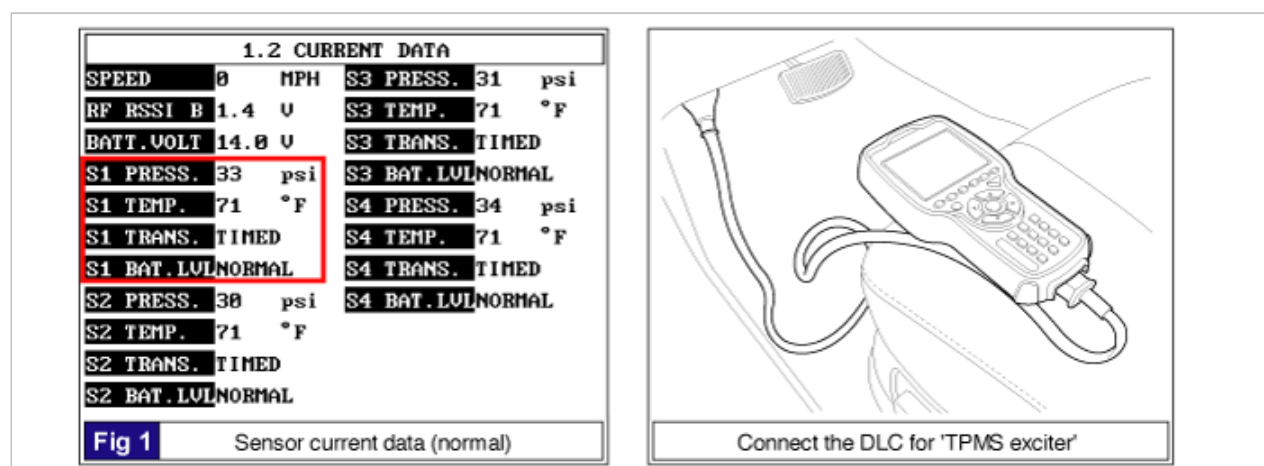 1.2 CURRENT DATA
SPEED 0 MPH S3 PRESS. 31 psi
RF RSSI B 1.4 V S3 TEMP. 71 °F
BATT.VOLT 14.0 V S3 TRANS. TIMED
S1 PRESS. 33 psi S3 BAT.LVL NORMAL
S1 TEMP. 71 °F S4 PRESS. 34 psi
S1 TRANS. TIMED S4 TEMP. 71 °F
S1 BAT.LVL NORMAL S4 TRANS. TIMED
S2 PRESS. 30 psi S4 BAT.LVL NORMAL
S2 TEMP. 71 °F
S2 TRANS. TIMED
S2 BAT.LVL NORMAL
Fig 1 Sensor current data (normal)
Connect the DLC for 'TPMS exciter'